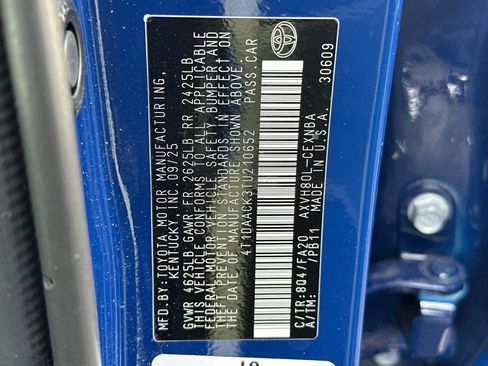 MFD. BY: TOYOTA MOTOR MANUFACTURING,
KENTUCKY, INC. 09/25
GVWR 4625LB GAWR FR 2625LB RR 2425LB
THIS VEHICLE CONFORMS TO ALL APPLICABLE
FEDERAL MOTOR VEHICLE SAFETY, BUMPER, AND
THEFT PREVENTION STANDARDS IN EFFECT ON
THE DATE OF MANUFACTURE SHOWN ABOVE.
4T1DAACK3TU210652 PASS.CAR
C/TR:8Q4/FA20 AXVH80L-CEXNBA
A/TM: /PB11 MADE IN U.S.A. 30609